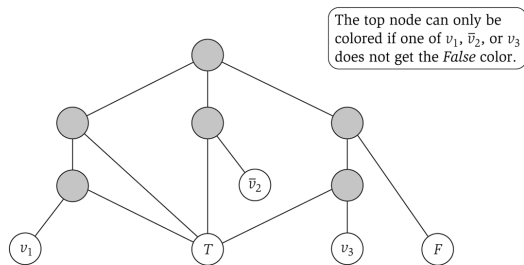 The top node can only be
colored if one of v₁, v̄₂, or v₃
does not get the False color.
v̄₂
v₁
T
v₃
F